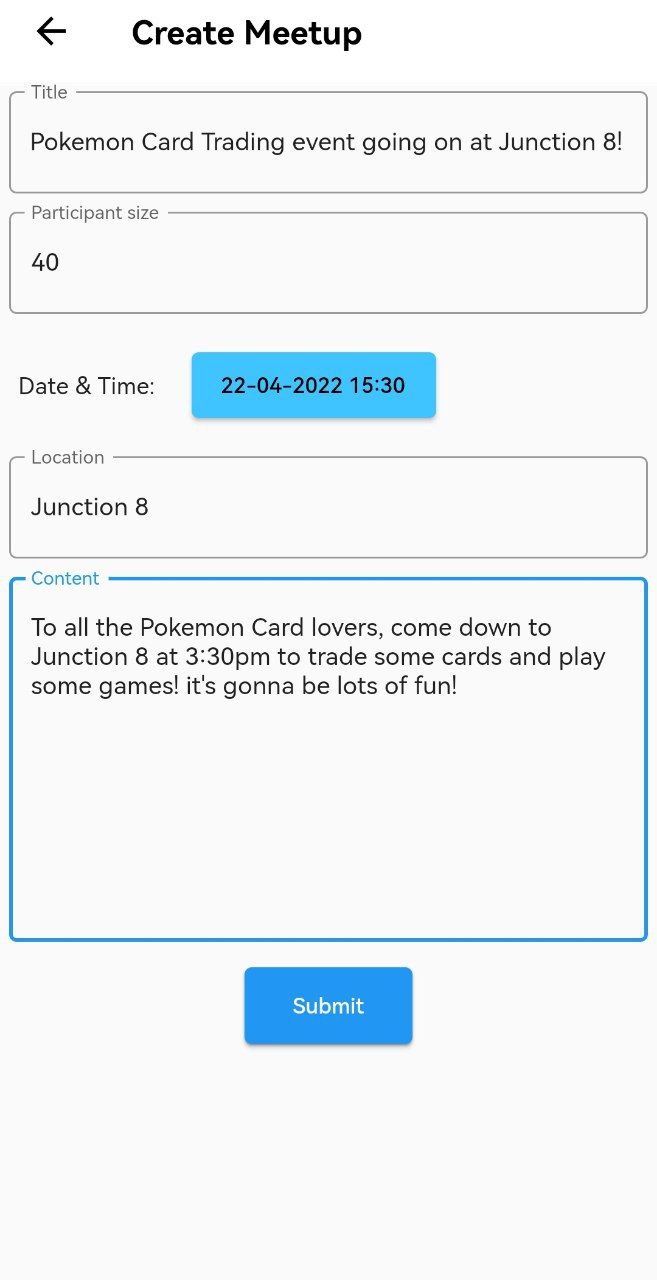 Create Meetup
Title
Pokemon Card Trading event going on at Junction 8!
Participant size
40
Date & Time:
22-04-2022 15:30
Location
Junction 8
Content
To all the Pokemon Card lovers, come down to
Junction 8 at 3:30pm to trade some cards and play
some games! it's gonna be lots of fun!
Submit